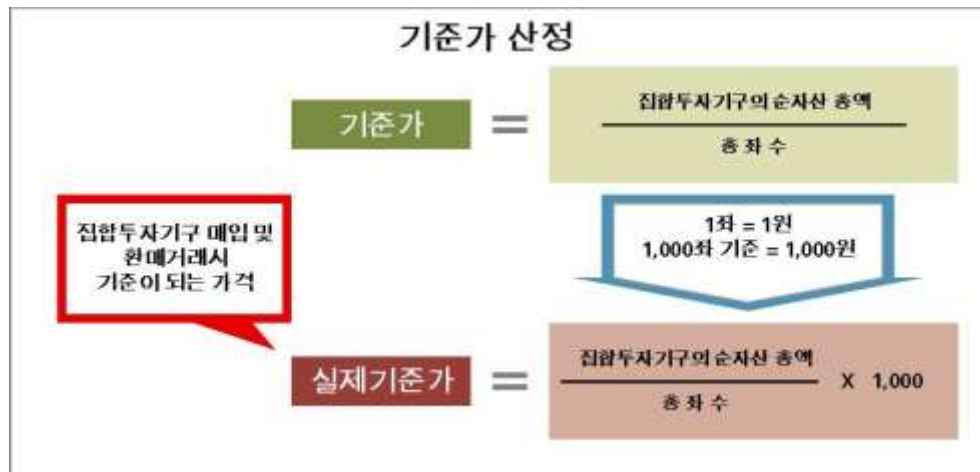 기준가 산정
기준가 = 집합투자기구의 순자산 총액
총 좌 수
집합투자기구 매입 및
환매거래시
기준이 되는 가격
1좌 = 1원
1,000좌 기준 = 1,000원
실제기준가 = 집합투자기구의 순자산 총액
총 좌 수
X 1,000